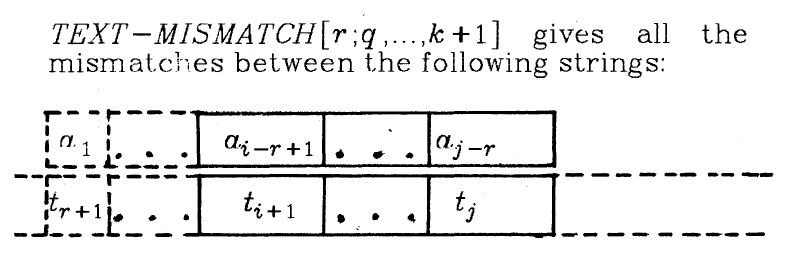 TEXT-MISMATCH[r;q,...,k+1] gives all the
mismatches between the following strings:
a₁ . . . aᵢ₋ᵣ₊₁ . . . aⱼ₋ᵣ
tᵣ₊₁ . . . tᵢ₊₁ . . . tⱼ